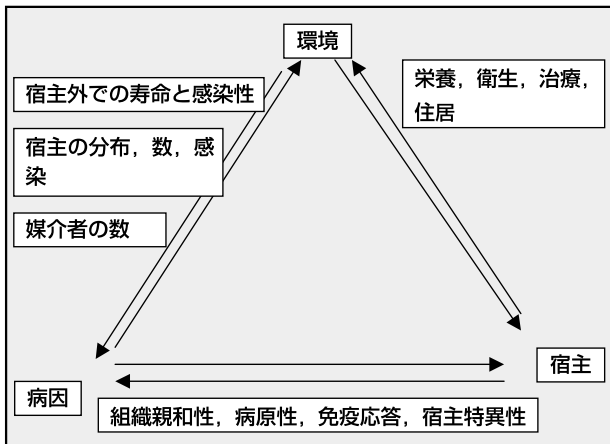 環境
宿主外での寿命と感染性
栄養，衛生，治療，
住居
宿主の分布，数，感
染
媒介者の数
宿主
病因
組織親和性，病原性，免疫応答，宿主特異性